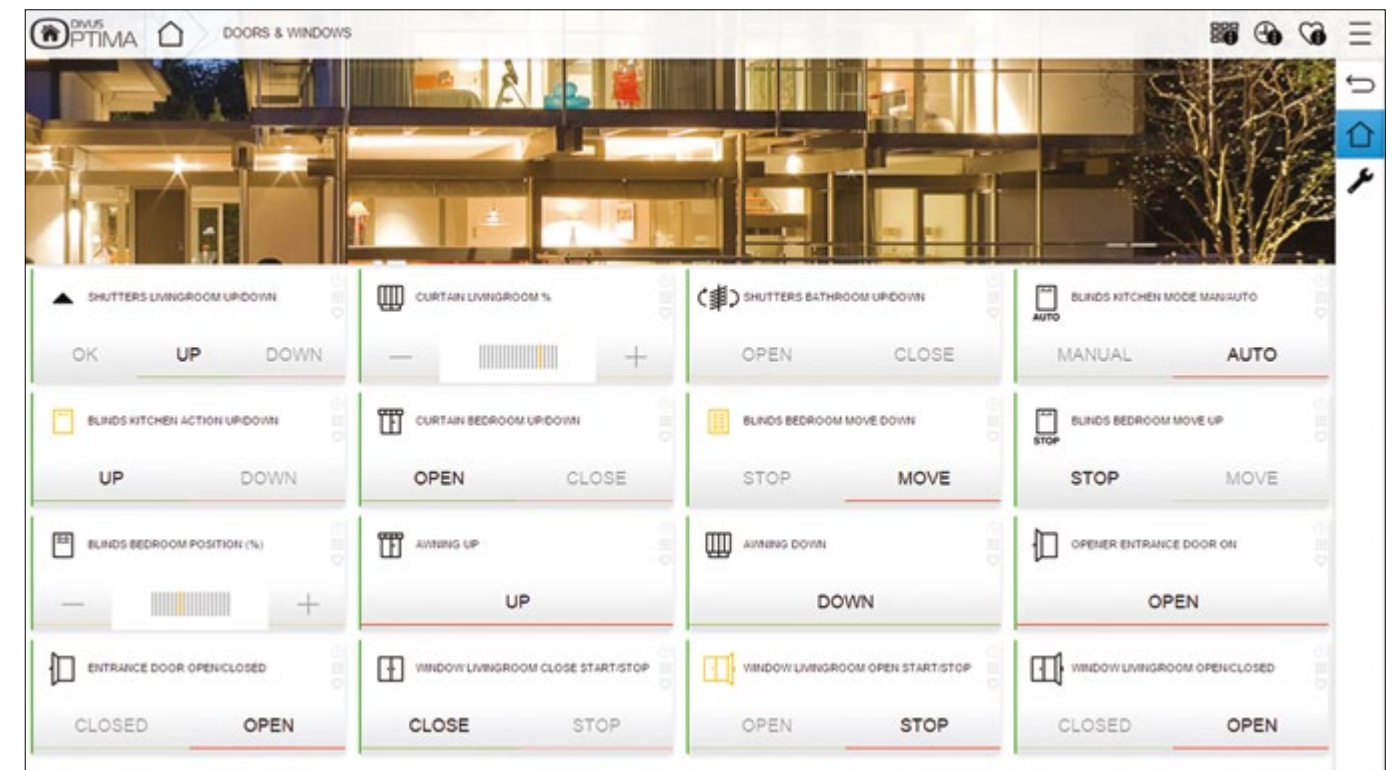 DIVUS
OPTIMA
DOORS & WINDOWS
SHUTTERS LIVINGROOM UP/DOWN
OK UP DOWN
CURTAIN LIVINGROOM %
— +
SHUTTERS BATHROOM UP/DOWN
OPEN CLOSE
AUTO
BLINDS KITCHEN MODE MAN/AUTO
MANUAL AUTO
BLINDS KITCHEN ACTION UP/DOWN
UP DOWN
CURTAIN BEDROOM UP/DOWN
OPEN CLOSE
BLINDS BEDROOM MOVE DOWN
STOP MOVE
STOP
BLINDS BEDROOM MOVE UP
STOP MOVE
BLINDS BEDROOM POSITION (%)
— +
AWNING UP
UP
AWNING DOWN
DOWN
OPENER ENTRANCE DOOR ON
OPEN
ENTRANCE DOOR OPEN/CLOSED
CLOSED OPEN
WINDOW LIVINGROOM CLOSE START/STOP
CLOSE STOP
WINDOW LIVINGROOM OPEN START/STOP
OPEN STOP
WINDOW LIVINGROOM OPEN/CLOSED
CLOSED OPEN